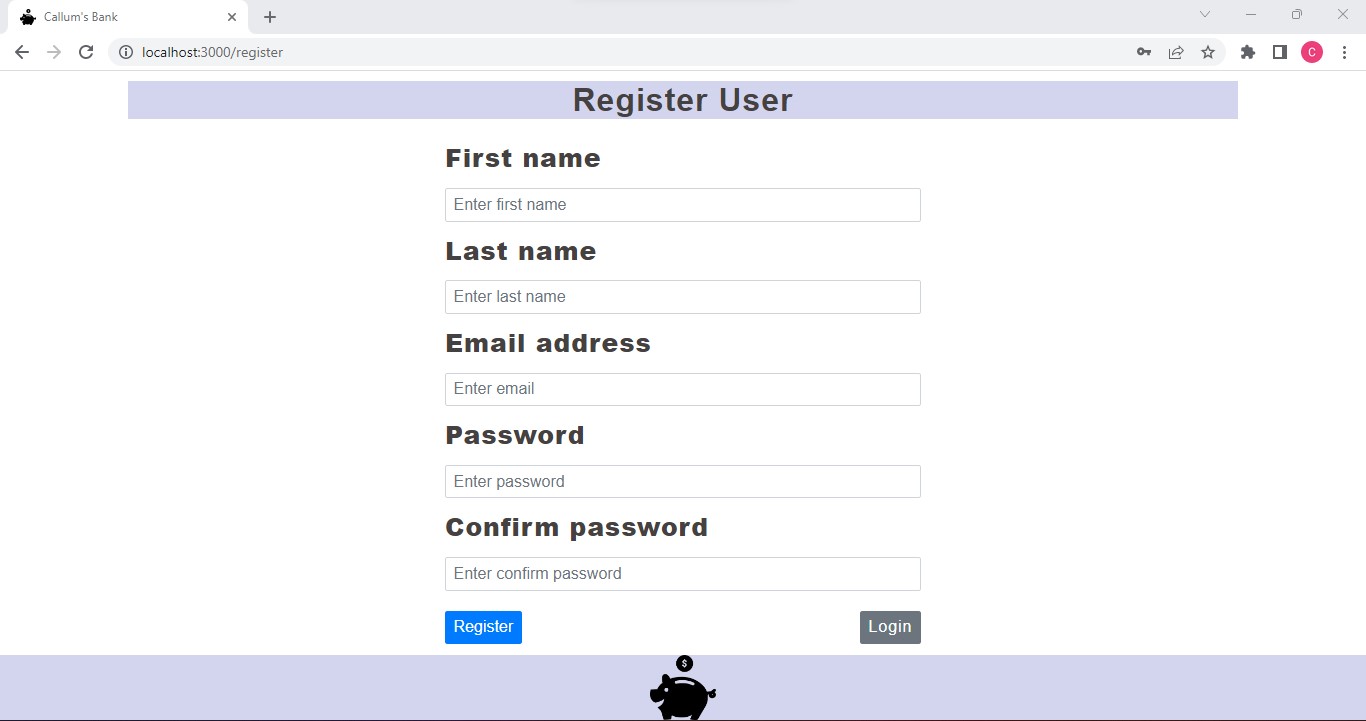 Callum's Bank
localhost:3000/register
C
Register User
First name
Enter first name
Last name
Enter last name
Email address
Enter email
Password
Enter password
Confirm password
Enter confirm password
Register Login
$